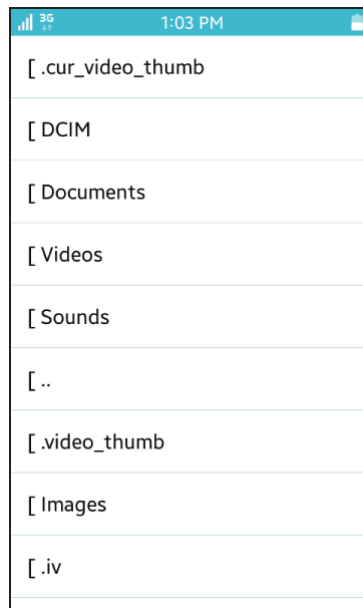 3G 1:03 PM
[ .cur_video_thumb
[ DCIM
[ Documents
[ Videos
[ Sounds
[ ..
[ .video_thumb
[ Images
[ .iv